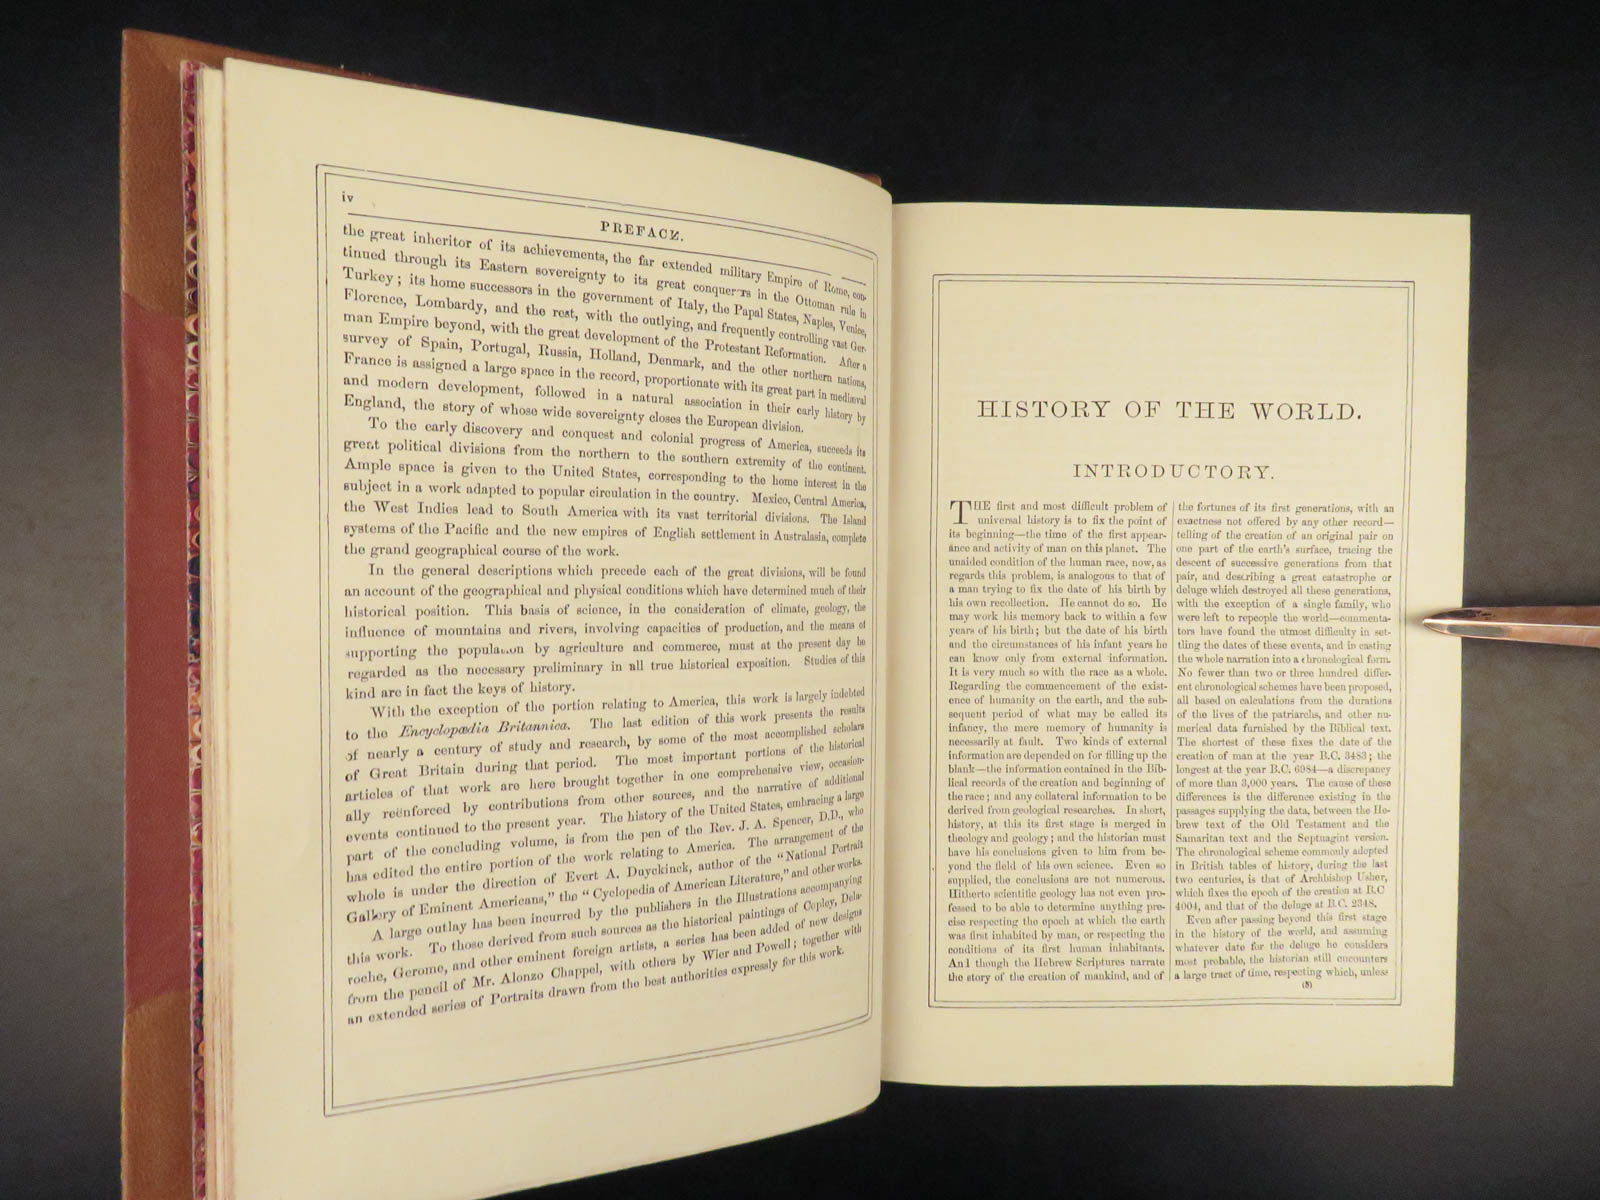 iv
PREFACE.
the great inheritor of its achievements, the far extended military Empire of Rome, con-
tinued through its Eastern sovereignty to its great conquerors in the Ottoman rule in
Turkey; its home successors in the government of Italy, the Papal States, Naples, Venice,
Florence, Lombardy, and the rest, with the outlying, and frequently controlling vast Ger-
man Empire beyond, with the great development of the Protestant Reformation. After a
survey of Spain, Portugal, Russia, Holland, Denmark, and the other northern nations,
France is assigned a large space in the record, proportionate with its great part in mediæval
and modern development, followed in a natural association in their early history by
England, the story of whose wide sovereignty closes the European division.
To the early discovery and conquest and colonial progress of America, succeeds its
great political divisions from the northern to the southern extremity of the continent.
Ample space is given to the United States, corresponding to the home interest in the
subject in a work adapted to popular circulation in the country. Mexico, Central America,
the West Indies lead to South America with its vast territorial divisions. The Island
systems of the Pacific and the new empires of English settlement in Australasia, complete
the grand geographical course of the work.
In the general descriptions which precede each of the great divisions, will be found
an account of the geographical and physical conditions which have determined much of their
historical position. This basis of science, in the consideration of climate, geology, the
influence of mountains and rivers, involving capacities of production, and the means of
supporting the population by agriculture and commerce, must at the present day be
regarded as the necessary preliminary in all true historical exposition. Studies of this
kind are in fact the keys of history.
With the exception of the portion relating to America, this work is largely indebted
to the Encyclopædia Britannica. The last edition of this work presents the results
of nearly a century of study and research, by some of the most accomplished scholars
of Great Britain during that period. The most important portions of the historical
articles of that work are here brought together in one comprehensive view, occasion-
ally reënforced by contributions from other sources, and the narrative of additional
events continued to the present year. The history of the United States, embracing a large
part of the concluding volume, is from the pen of the Rev. J. A. Spencer, D.D., who
has edited the entire portion of the work relating to America. The arrangement of the
whole is under the direction of Evert A. Duyckinck, author of the "National Portrait
Gallery of Eminent Americans," the "Cyclopedia of American Literature," and other works.
A large outlay has been incurred by the publishers in the Illustrations accompanying
this work. To those derived from such sources as the historical paintings of Copley, Dela-
roche, Gerome, and other eminent foreign artists, a series has been added of new designs
from the pencil of Mr. Alonzo Chappel, with others by Wier and Powell; together with
an extended series of Portraits drawn from the best authorities expressly for this work.
HISTORY OF THE WORLD.
INTRODUCTORY.
THE first and most difficult problem of
universal history is to fix the point of
its beginning—the time of the first appear-
ance and activity of man on this planet. The
unaided condition of the human race, now, as
regards this problem, is analogous to that of
a man trying to fix the date of his birth by
his own recollection. He cannot do so. He
may work his memory back to within a few
years of his birth; but the date of his birth
and the circumstances of his infant years he
can know only from external information.
It is very much so with the race as a whole.
Regarding the commencement of the exist-
ence of humanity on the earth, and the sub-
sequent period of what may be called its
infancy, the mere memory of humanity is
necessarily at fault. Two kinds of external
information are depended on for filling up the
blank—the information contained in the Bib-
lical records of the creation and beginning of
the race; and any collateral information to be
derived from geological researches. In short,
history, at this its first stage is merged in
theology and geology; and the historian must
have his conclusions given to him from be-
yond the field of his own science. Even so
supplied, the conclusions are not numerous.
Hitherto scientific geology has not even pro-
fessed to be able to determine anything pre-
cise respecting the epoch at which the earth
was first inhabited by man, or respecting the
conditions of its first human inhabitants.
And though the Hebrew Scriptures narrate
the story of the creation of mankind, and of
the fortunes of its first generations, with an
exactness not offered by any other record—
telling of the creation of an original pair on
one part of the earth's surface, tracing the
descent of successive generations from that
pair, and describing a great catastrophe or
deluge which destroyed all these generations,
with the exception of a single family, who
were left to repeople the world—commenta-
tors have found the utmost difficulty in set-
tling the dates of these events, and in casting
the whole narration into a chronological form.
No fewer than two or three hundred differ-
ent chronological schemes have been proposed,
all based on calculations from the durations
of the lives of the patriarchs, and other nu-
merical data furnished by the Biblical text.
The shortest of these fixes the date of the
creation of man at the year B.C. 3483; the
longest at the year B.C. 6984—a discrepancy
of more than 3,000 years. The cause of these
differences is the difference existing in the
passages supplying the data, between the He-
brew text of the Old Testament and the
Samaritan text and the Septuagint version.
The chronological scheme commonly adopted
in British tables of history, during the last
two centuries, is that of Archbishop Usher,
which fixes the epoch of the creation at B.C
4004, and that of the deluge at B.C. 2348.
Even after passing beyond this first stage
in the history of the world, and assuming
whatever date for the deluge he considers
most probable, the historian still encounters
a large tract of time, respecting which, unless
(8)